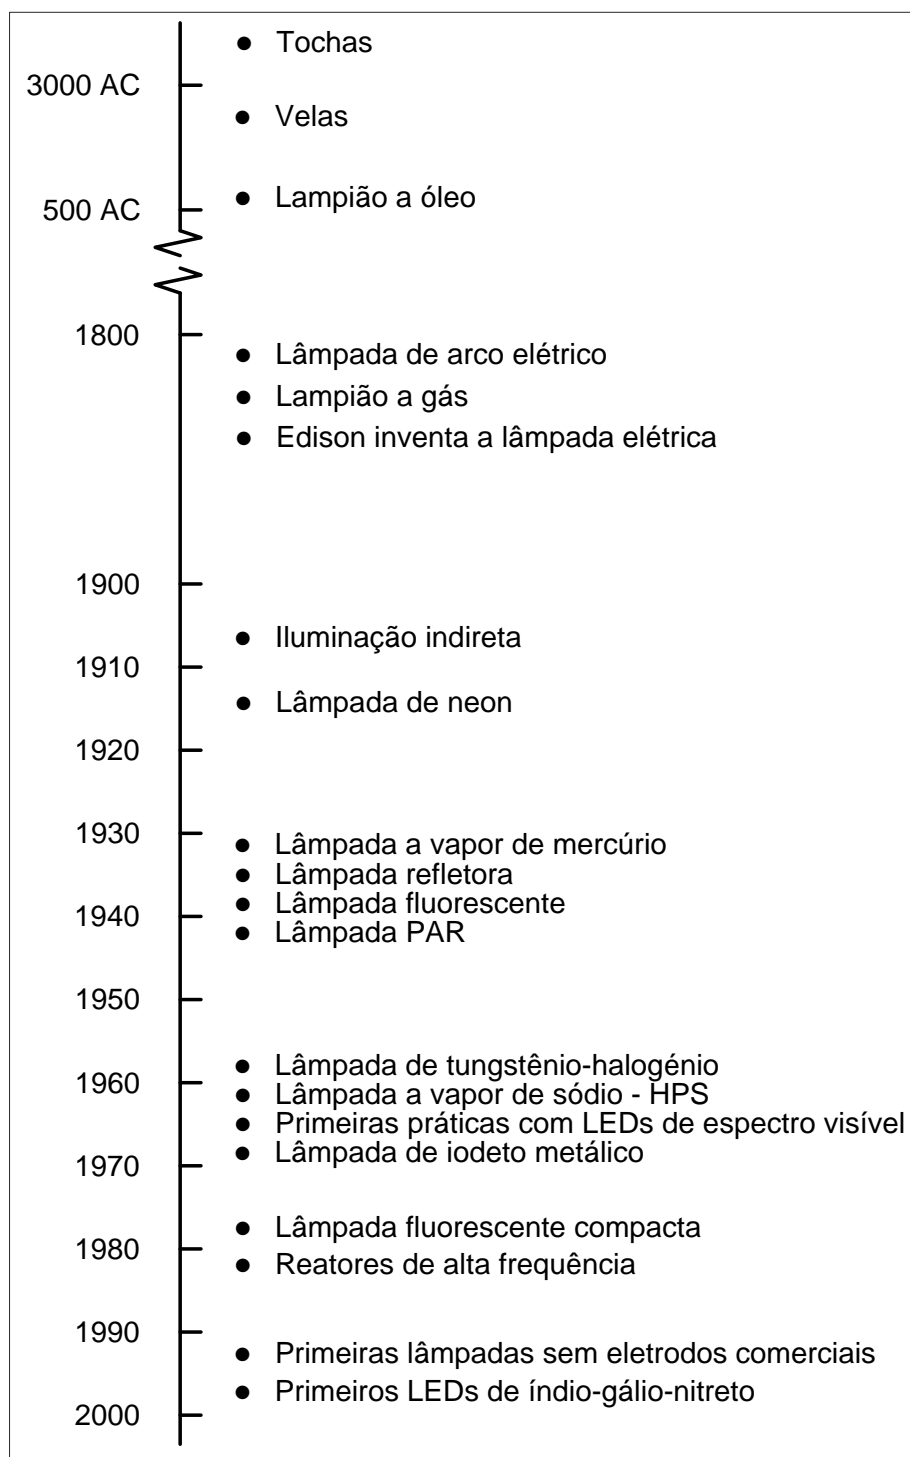 ● Tochas
3000 AC
● Velas
● Lampião a óleo
500 AC
1800
● Lâmpada de arco elétrico
● Lampião a gás
● Edison inventa a lâmpada elétrica
1900
● Iluminação indireta
1910
● Lâmpada de neon
1920
1930
● Lâmpada a vapor de mercúrio
● Lâmpada refletora
● Lâmpada fluorescente
1940
● Lâmpada PAR
1950
● Lâmpada de tungstênio-halogénio
1960
● Lâmpada a vapor de sódio - HPS
● Primeiras práticas com LEDs de espectro visível
● Lâmpada de iodeto metálico
1970
● Lâmpada fluorescente compacta
1980
● Reatores de alta frequência
1990
● Primeiras lâmpadas sem eletrodos comerciais
● Primeiros LEDs de índio-gálio-nitreto
2000